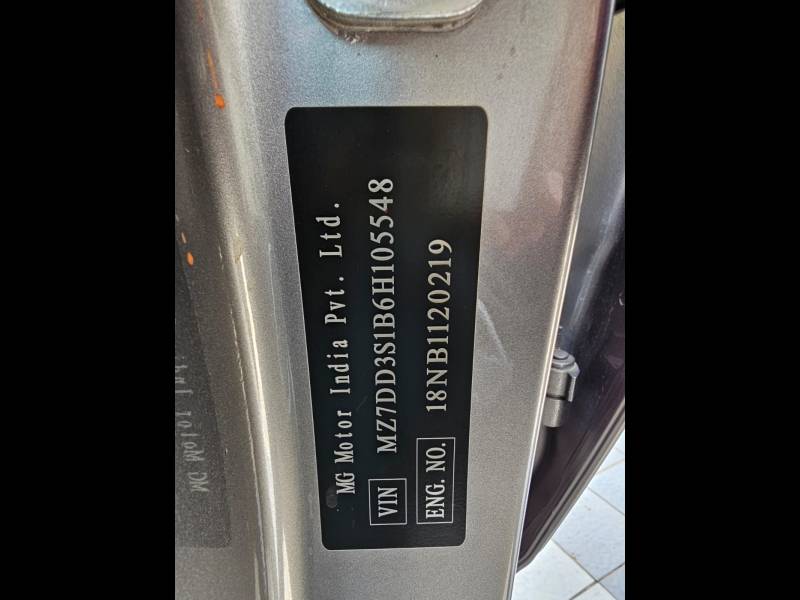 MG Motor India Pvt. Ltd.
VIN MZ7DD3S1B6H105548
ENG. NO. 18NB1120219